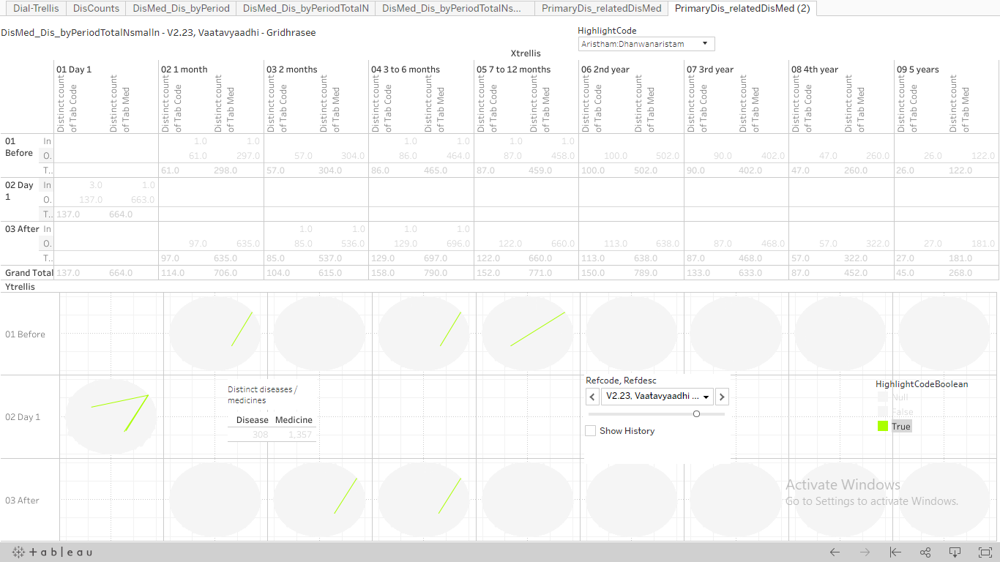 Dial-Trellis DisCounts DisMed_Dis_byPeriod DisMed_Dis_byPeriodTotalN DisMed_Dis_byPeriodTotalNs... PrimaryDis_relatedDisMed PrimaryDis_relatedDisMed (2)
DisMed_Dis_byPeriodTotalNsmalln - V2.23, Vaatavyaadhi - Gridhrasee
HighlightCode
Aristham:Dhanwanaristam
Xtrellis
01 Day 1 02 1 month 03 2 months 04 3 to 6 months 05 7 to 12 months 06 2nd year 07 3rd year 08 4th year 09 5 years
Distinct count of Tab Code Distinct count of Tab Med Distinct count of Tab Code Distinct count of Tab Med Distinct count of Tab Code Distinct count of Tab Med Distinct count of Tab Code Distinct count of Tab Med Distinct count of Tab Code Distinct count of Tab Med Distinct count of Tab Code Distinct count of Tab Med Distinct count of Tab Code Distinct count of Tab Med Distinct count of Tab Code Distinct count of Tab Med Distinct count of Tab Code Distinct count of Tab Med
01 Before In 1.0 1.0 1.0 1.0 1.0 1.0
O. 61.0 297.0 57.0 304.0 86.0 464.0 87.0 458.0 100.0 502.0 90.0 402.0 47.0 260.0 26.0 122.0
T.. 61.0 298.0 57.0 304.0 86.0 465.0 87.0 459.0 100.0 502.0 90.0 402.0 47.0 260.0 26.0 122.0
02 Day 1 In 3.0 1.0
O. 137.0 663.0
T.. 137.0 664.0
03 After In 1.0 1.0 1.0 1.0
O. 97.0 635.0 85.0 536.0 129.0 696.0 122.0 660.0 113.0 638.0 87.0 468.0 57.0 322.0 27.0 181.0
T.. 97.0 635.0 85.0 537.0 129.0 697.0 122.0 660.0 113.0 638.0 87.0 468.0 57.0 322.0 27.0 181.0
Grand Total 137.0 664.0 114.0 706.0 104.0 615.0 158.0 790.0 152.0 771.0 150.0 789.0 133.0 633.0 87.0 452.0 45.0 268.0
Ytrellis
01 Before
02 Day 1
Distinct diseases /
medicines
Disease Medicine
308 1,357
Refcode, Refdesc
V2.23, Vaatavyaadhi ...
Show History
HighlightCodeBoolean
Null
False
True
03 After
Activate Windows
Go to Settings to activate Windows.
+ableau